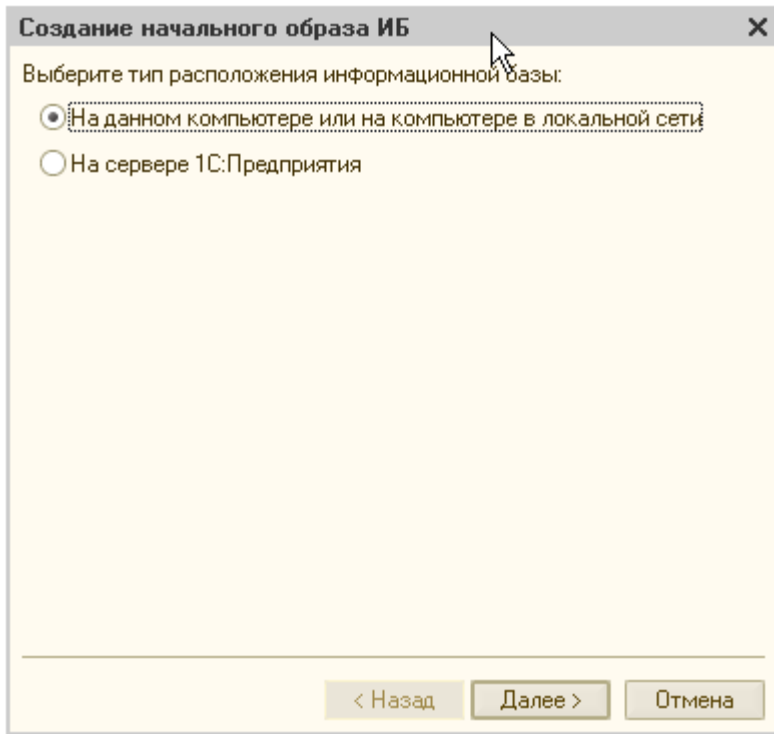 Создание начального образа ИБ
Выберите тип расположения информационной базы:
На данном компьютере или на компьютере в локальной сети
На сервере 1С:Предприятия
< Назад Далее > Отмена